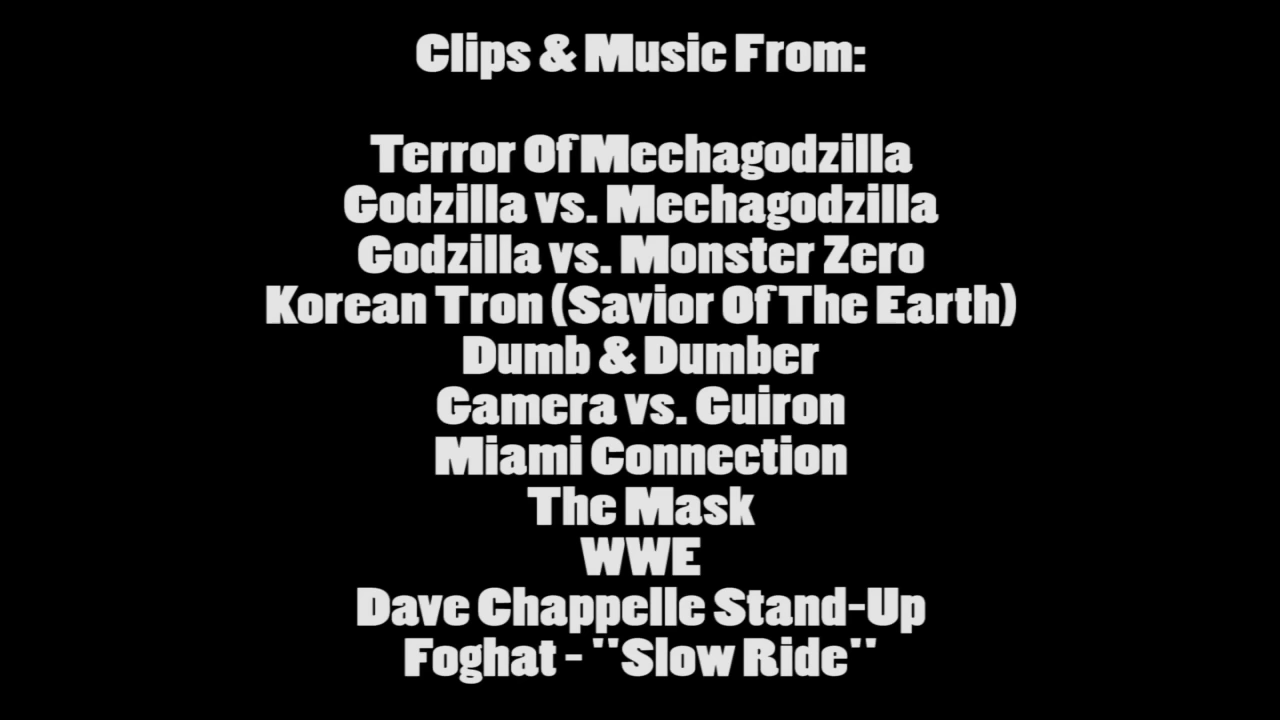 Clips & Music From:
Terror Of Mechagodzilla
Godzilla vs. Mechagodzilla
Godzilla vs. Monster Zero
Korean Tron (Savior Of The Earth)
Dumb & Dumber
Gamera vs. Guiron
Miami Connection
The Mask
WWE
Dave Chappelle Stand-Up
Foghat - "Slow Ride"